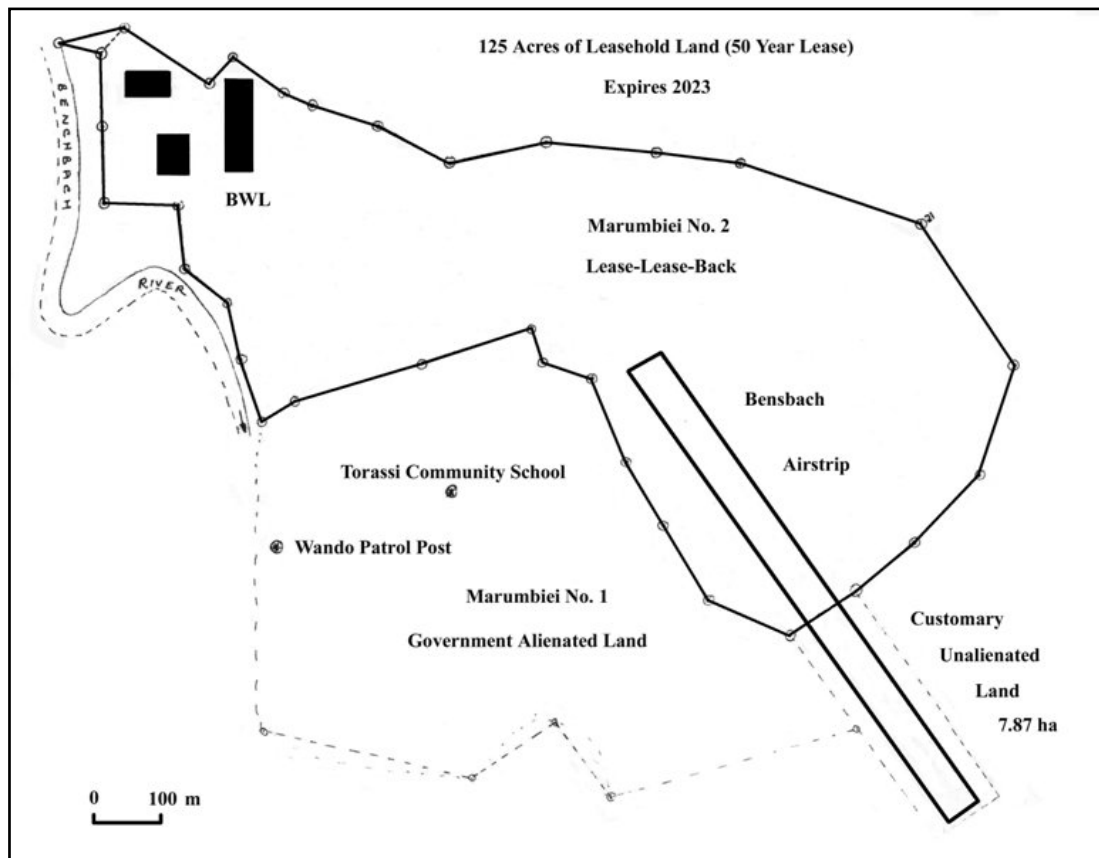 125 Acres of Leasehold Land (50 Year Lease)
Expires 2023
BENCHBACH
RIVER
BWL
Marumbiei No. 2
Lease-Lease-Back
21
Bensbach
Airstrip
Torassi Community School
Wando Patrol Post
Marumbiei No. 1
Government Alienated Land
Customary
Unalienated
Land
7.87 ha
0 100 m